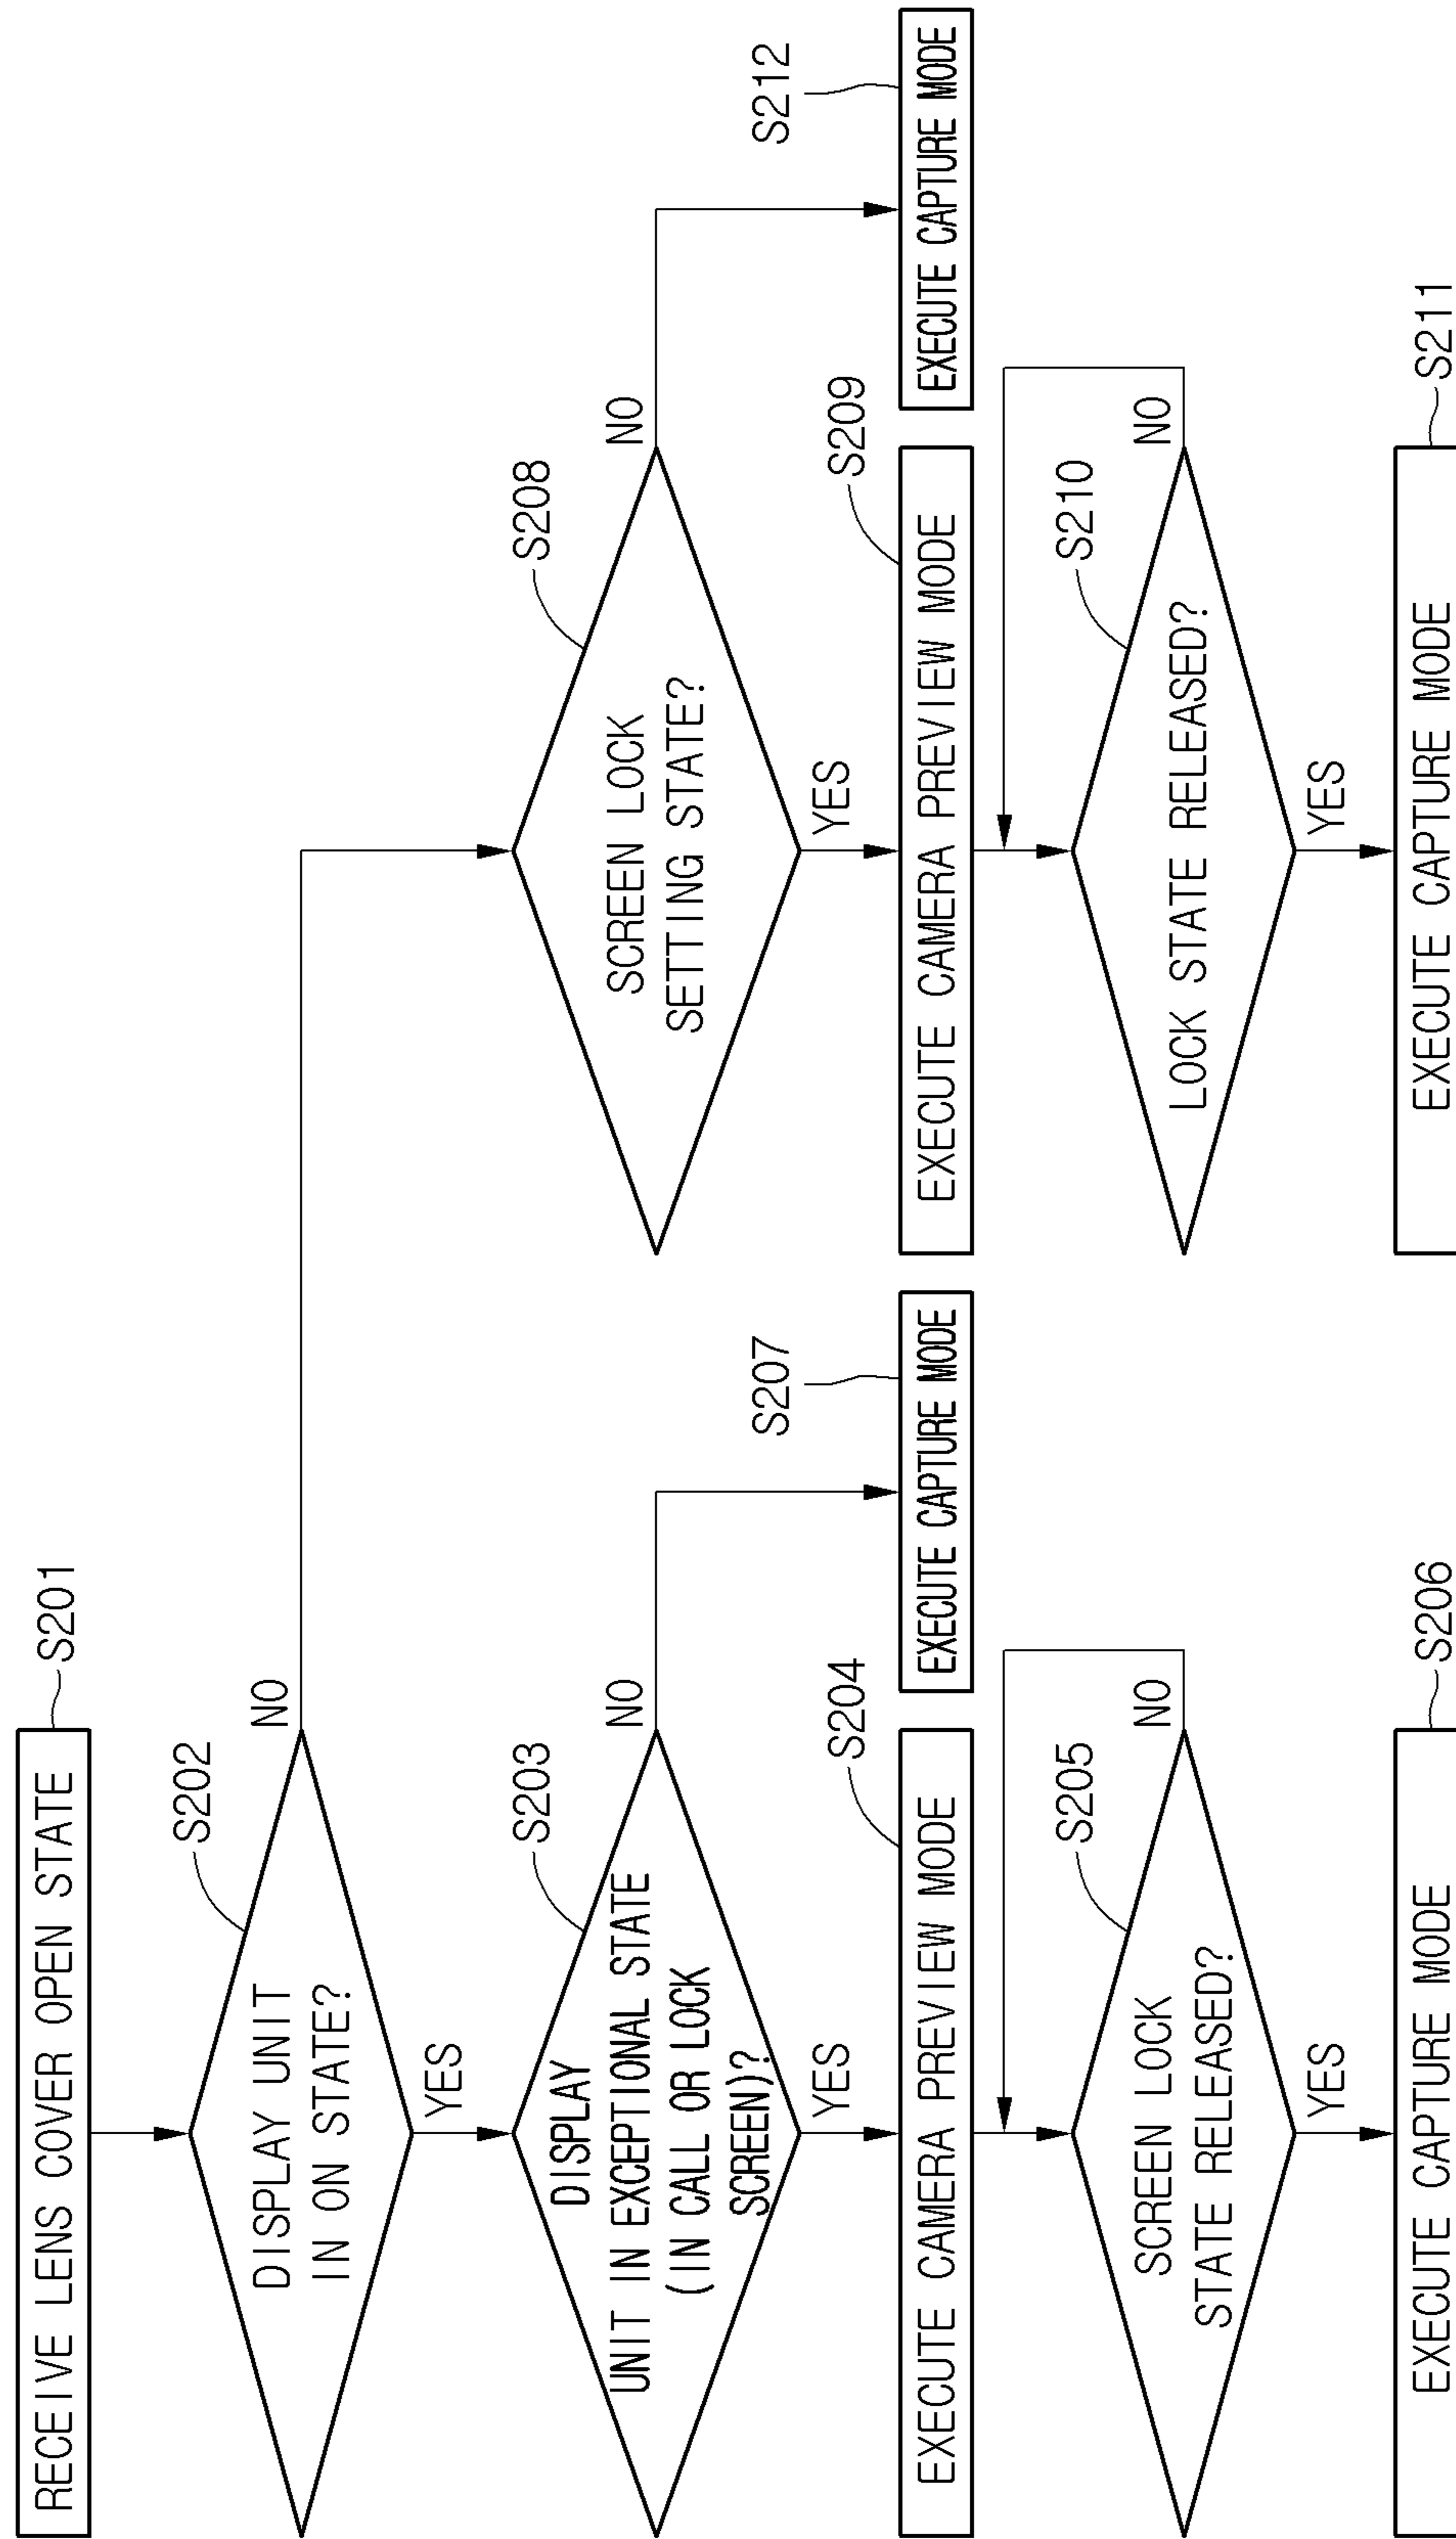 RECEIVE LENS COVER OPEN STATE
S201
DISPLAY UNIT
IN ON STATE?
S202
NO
YES
DISPLAY
UNIT IN EXCEPTIONAL STATE
(IN CALL OR LOCK
SCREEN)?
S203
NO
YES
EXECUTE CAMERA PREVIEW MODE
S204
S207
EXECUTE CAPTURE MODE
SCREEN LOCK
STATE RELEASED?
S205
NO
YES
EXECUTE CAPTURE MODE
S206
SCREEN LOCK
SETTING STATE?
S208
NO
YES
EXECUTE CAMERA PREVIEW MODE
S209
S212
EXECUTE CAPTURE MODE
LOCK STATE RELEASED?
S210
NO
YES
EXECUTE CAPTURE MODE
S211